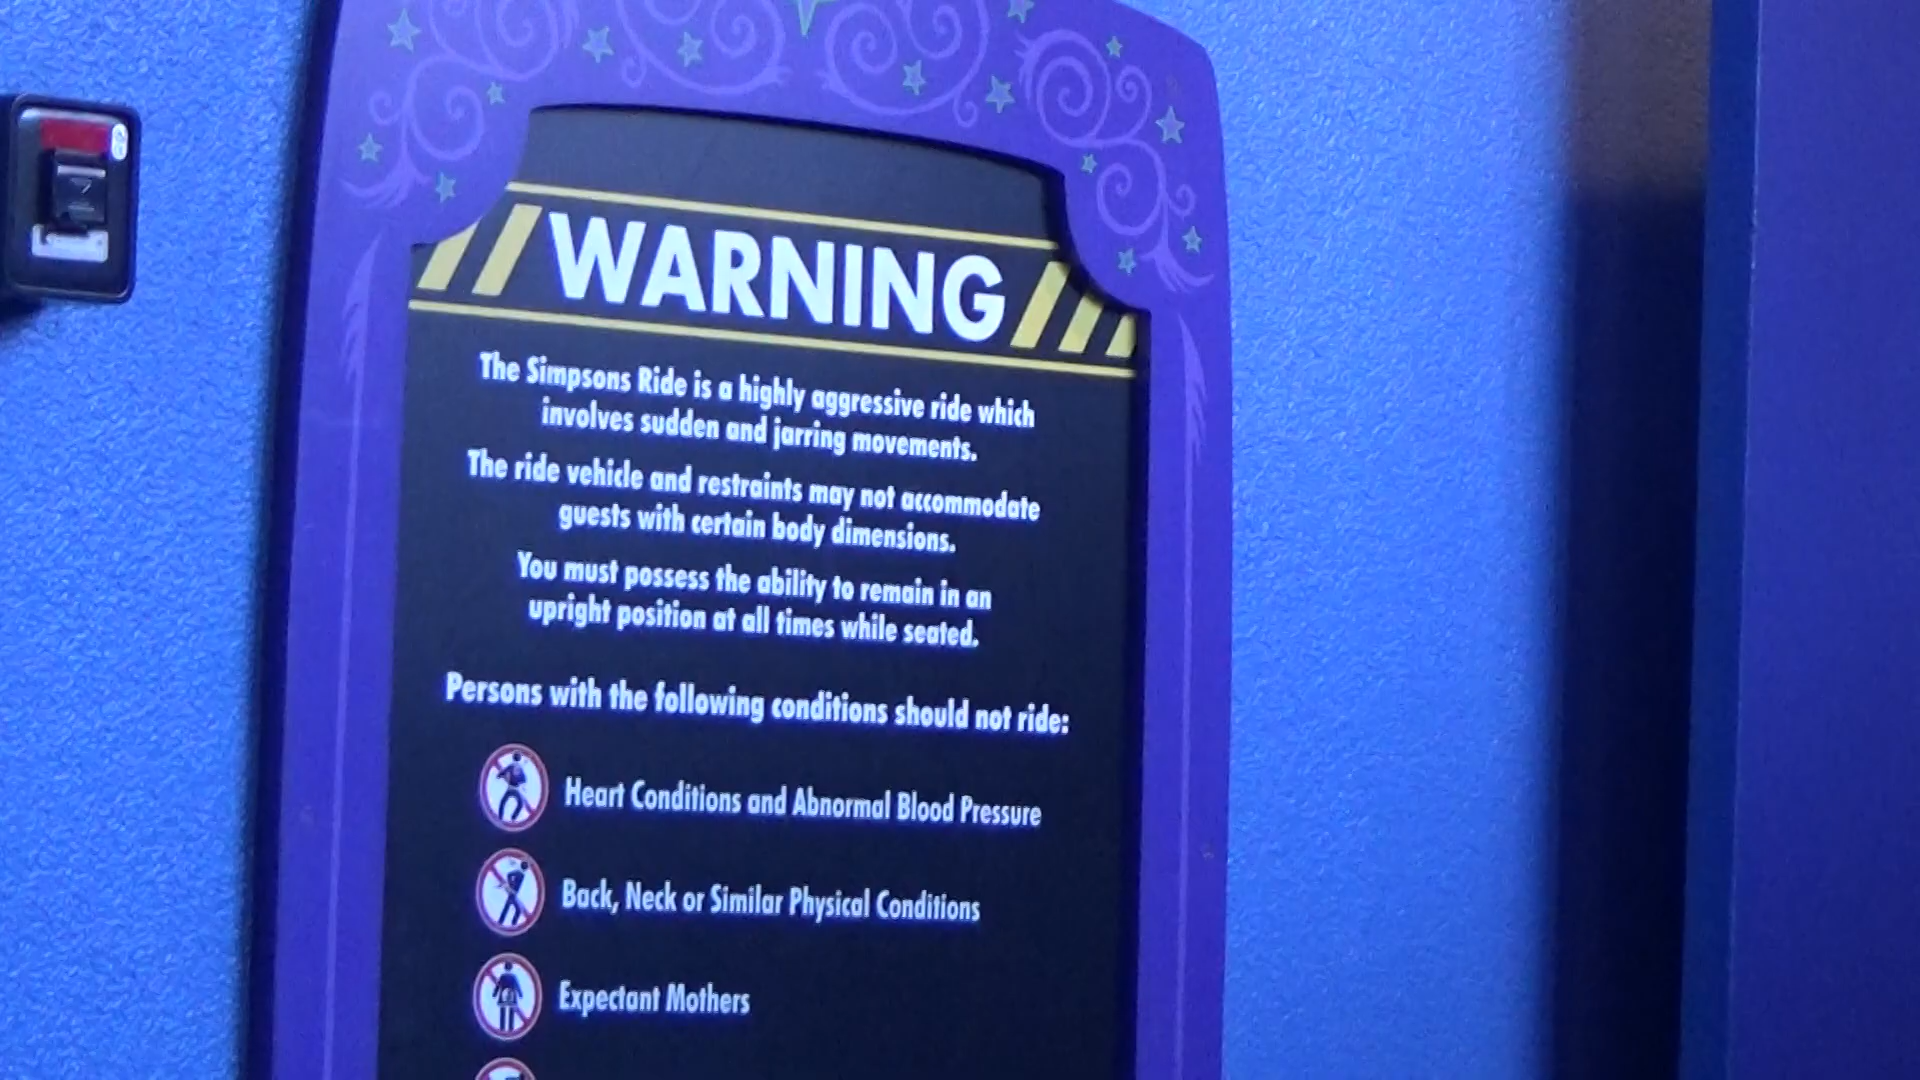 WARNING
The Simpsons Ride is a highly aggressive ride which
involves sudden and jarring movements.
The ride vehicle and restraints may not accommodate
guests with certain body dimensions.
You must possess the ability to remain in an
upright position at all times while seated.
Persons with the following conditions should not ride:
Heart Conditions and Abnormal Blood Pressure
Back, Neck or Similar Physical Conditions
Expectant Mothers